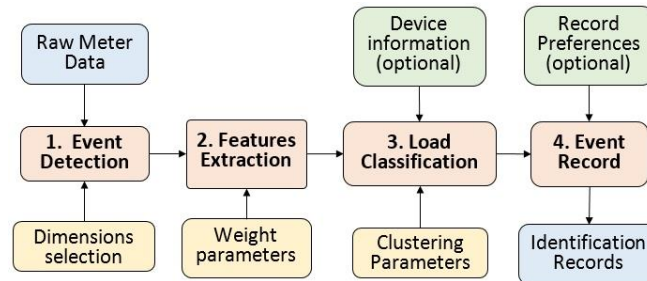 Raw Meter
Data
Device
information
(optional)
Record
Preferences
(optional)
1. Event
Detection
2. Features
Extraction
3. Load
Classification
4. Event
Record
Dimensions
selection
Weight
parameters
Clustering
Parameters
Identification
Records